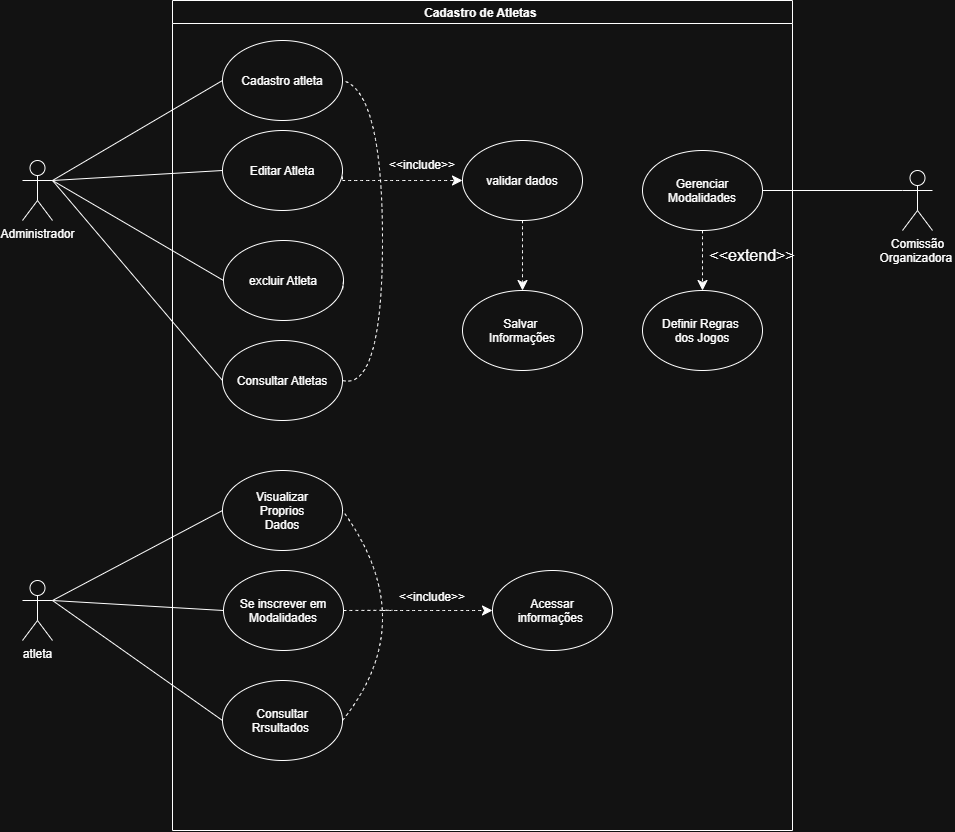 Cadastro de Atletas
Cadastro atleta
Editar Atleta
<<include>>
validar dados
Gerenciar
Modalidades
Administrador
Comissão
Organizadora
<<extend>>
excluir Atleta
Salvar
Informações
Definir Regras
dos Jogos
Consultar Atletas
Visualizar
Proprios
Dados
Se inscrever em
Modalidades
<<include>>
Acessar
informações
atleta
Consultar
Rrsultados